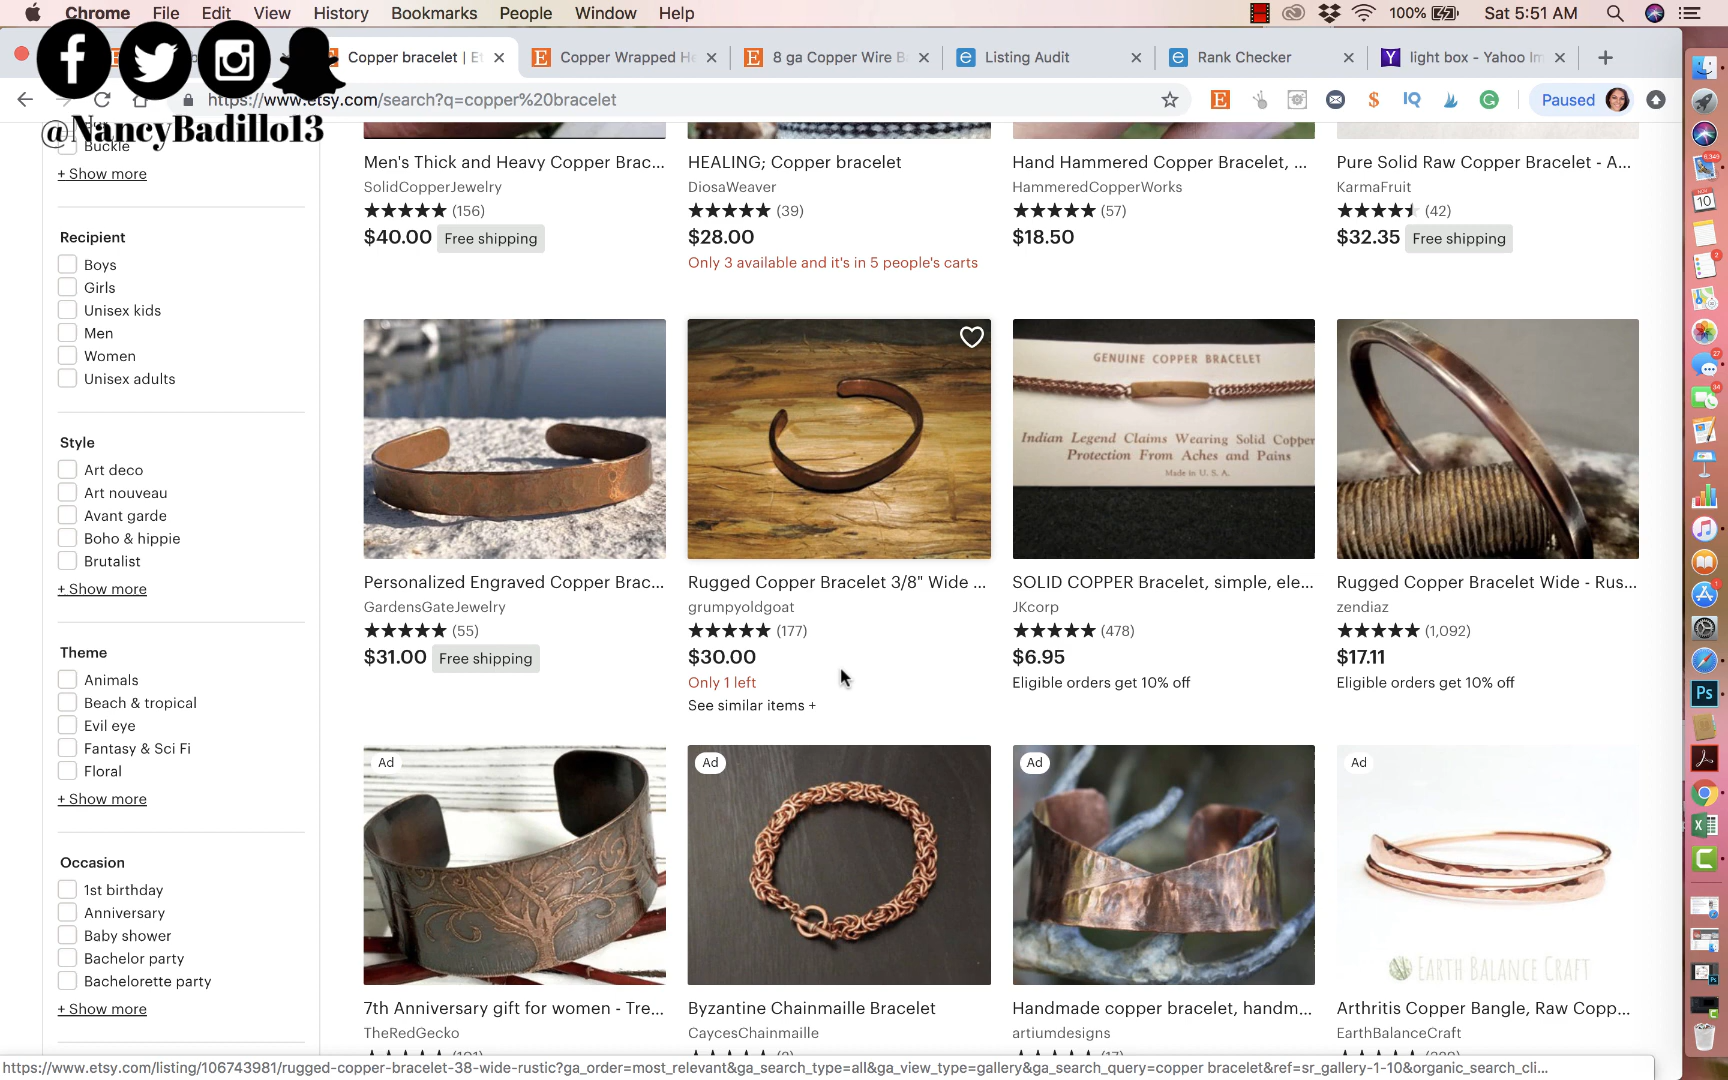 Chrome File Edit View History Bookmarks People Window Help 100% Sat 5:51 AM
Copper bracelet | E Copper Wrapped He 8 ga Copper Wire B Listing Audit Rank Checker light box - Yahoo Im
https://www.etsy.com/search?q=copper%20bracelet Paused
@NancyBadillo13
Buckle
+ Show more
Recipient
Boys
Girls
Unisex kids
Men
Women
Unisex adults
Style
Art deco
Art nouveau
Avant garde
Boho & hippie
Brutalist
+ Show more
Theme
Animals
Beach & tropical
Evil eye
Fantasy & Sci Fi
Floral
+ Show more
Occasion
1st birthday
Anniversary
Baby shower
Bachelor party
Bachelorette party
+ Show more
Men's Thick and Heavy Copper Brac...
SolidCopperJewelry
(156)
$40.00 Free shipping
HEALING; Copper bracelet
DiosaWeaver
(39)
$28.00
Only 3 available and it's in 5 people's carts
Hand Hammered Copper Bracelet, ...
HammeredCopperWorks
(57)
$18.50
Pure Solid Raw Copper Bracelet - A...
KarmaFruit
(42)
$32.35 Free shipping
Personalized Engraved Copper Brac...
GardensGateJewelry
(55)
$31.00 Free shipping
Rugged Copper Bracelet 3/8" Wide ...
grumpyoldgoat
(177)
$30.00
Only 1 left
See similar items +
GENUINE COPPER BRACELET
Indian Legend Claims Wearing Solid Copper
Protection From Aches and Pains
Made in U. S. A.
SOLID COPPER Bracelet, simple, ele...
JKcorp
(478)
$6.95
Eligible orders get 10% off
Rugged Copper Bracelet Wide - Rus...
zendiaz
(1,092)
$17.11
Eligible orders get 10% off
Ad
7th Anniversary gift for women - Tre...
TheRedGecko
Ad
Byzantine Chainmaille Bracelet
CaycesChainmaille
Ad
Handmade copper bracelet, handm...
artiumdesigns
Ad
EARTH BALANCE CRAFT
Arthritis Copper Bangle, Raw Copp...
EarthBalanceCraft
https://www.etsy.com/listing/106743981/rugged-copper-bracelet-38-wide-rustic?ga_order=most_relevant&ga_search_type=all&ga_view_type=gallery&ga_search_query=copper bracelet&ref=sr_gallery-1-10&organic_search_cli...